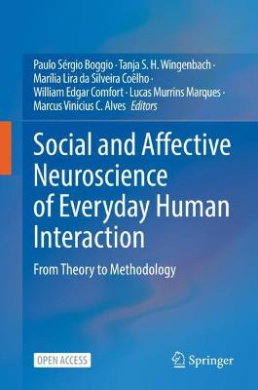 Paulo Sérgio Boggio · Tanja S. H. Wingenbach ·
Marília Lira da Silveira Coêlho ·
William Edgar Comfort · Lucas Murrins Marques ·
Marcus Vinicius C. Alves Editors
Social and Affective
Neuroscience
of Everyday Human
Interaction
From Theory to Methodology
OPEN ACCESS
Springer